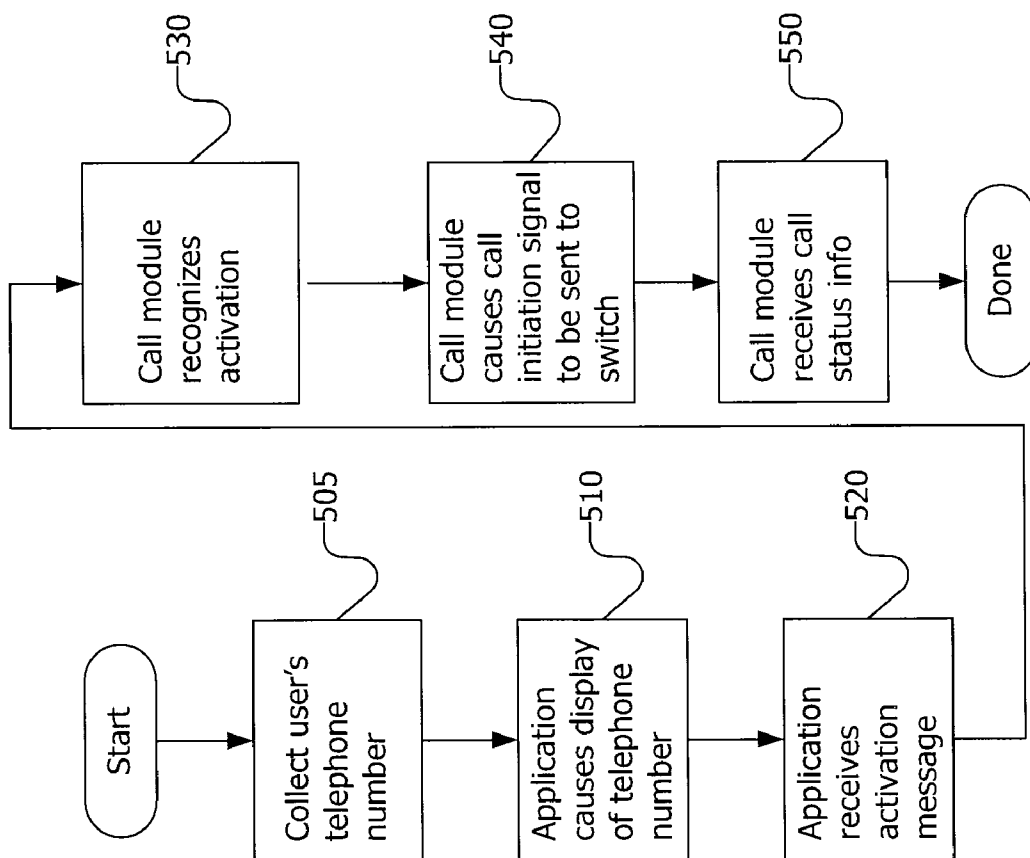 Start
Collect user's
telephone
number
505
Application
causes display
of telephone
number
510
Application
receives
activation
message
520
Call module
recognizes
activation
530
Call module
causes call
initiation signal
to be sent to
switch
540
Call module
receives call
status info
550
Done